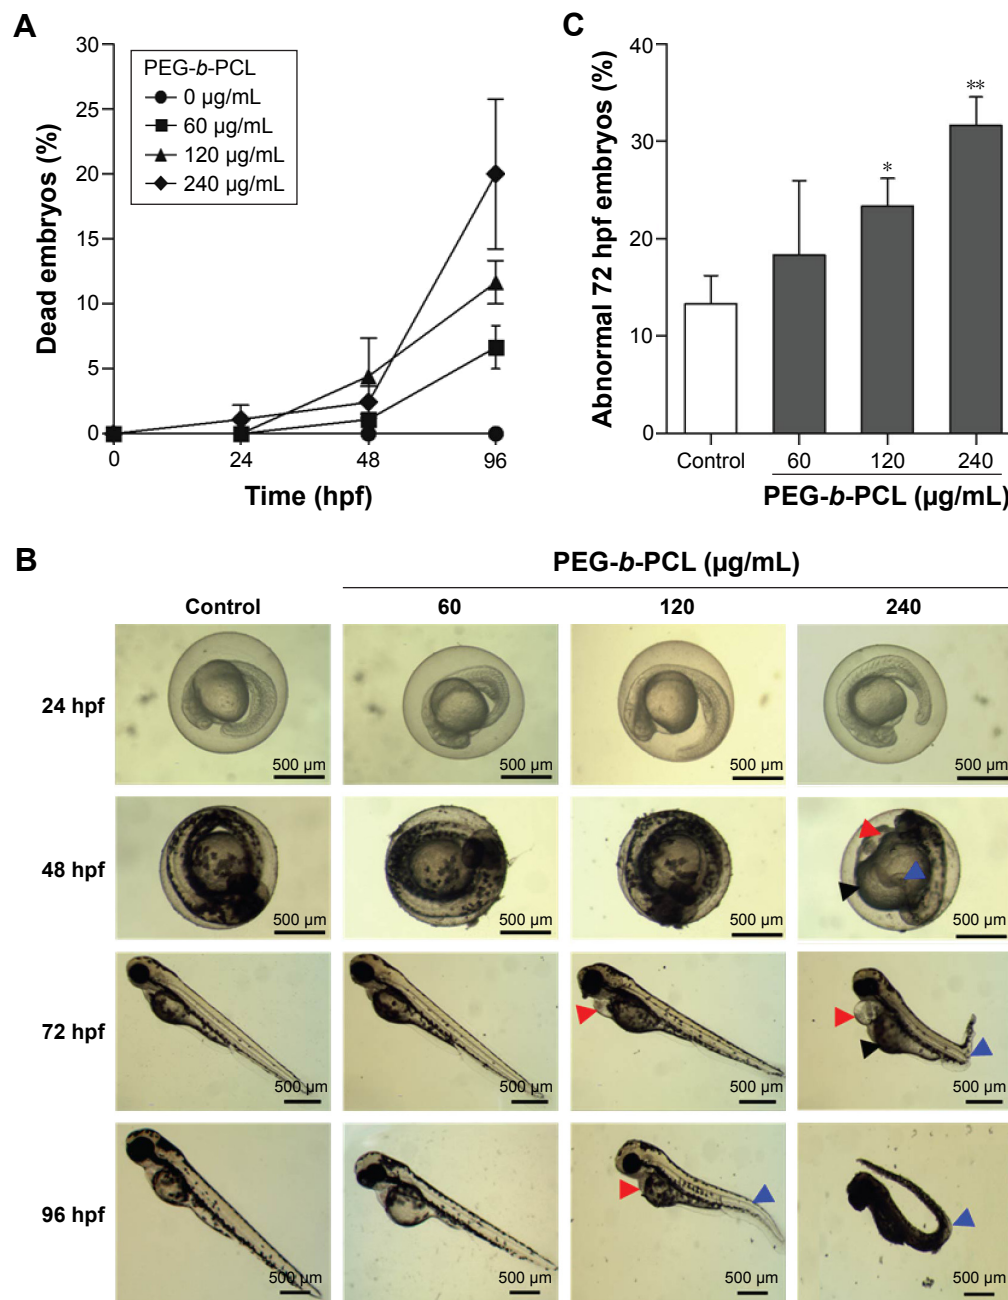 A
30
25
20
15
10
5
0
Dead embryos (%)
PEG-b-PCL
0 µg/mL
60 µg/mL
120 µg/mL
240 µg/mL
0 24 48 96
Time (hpf)
C
40
30
20
10
0
Abnormal 72 hpf embryos (%)
*
**
Control 60 120 240
PEG-b-PCL (µg/mL)
B
PEG-b-PCL (µg/mL)
Control 60 120 240
24 hpf
500 µm 500 µm 500 µm 500 µm
48 hpf
500 µm 500 µm 500 µm 500 µm
72 hpf
500 µm 500 µm 500 µm 500 µm
96 hpf
500 µm 500 µm 500 µm 500 µm